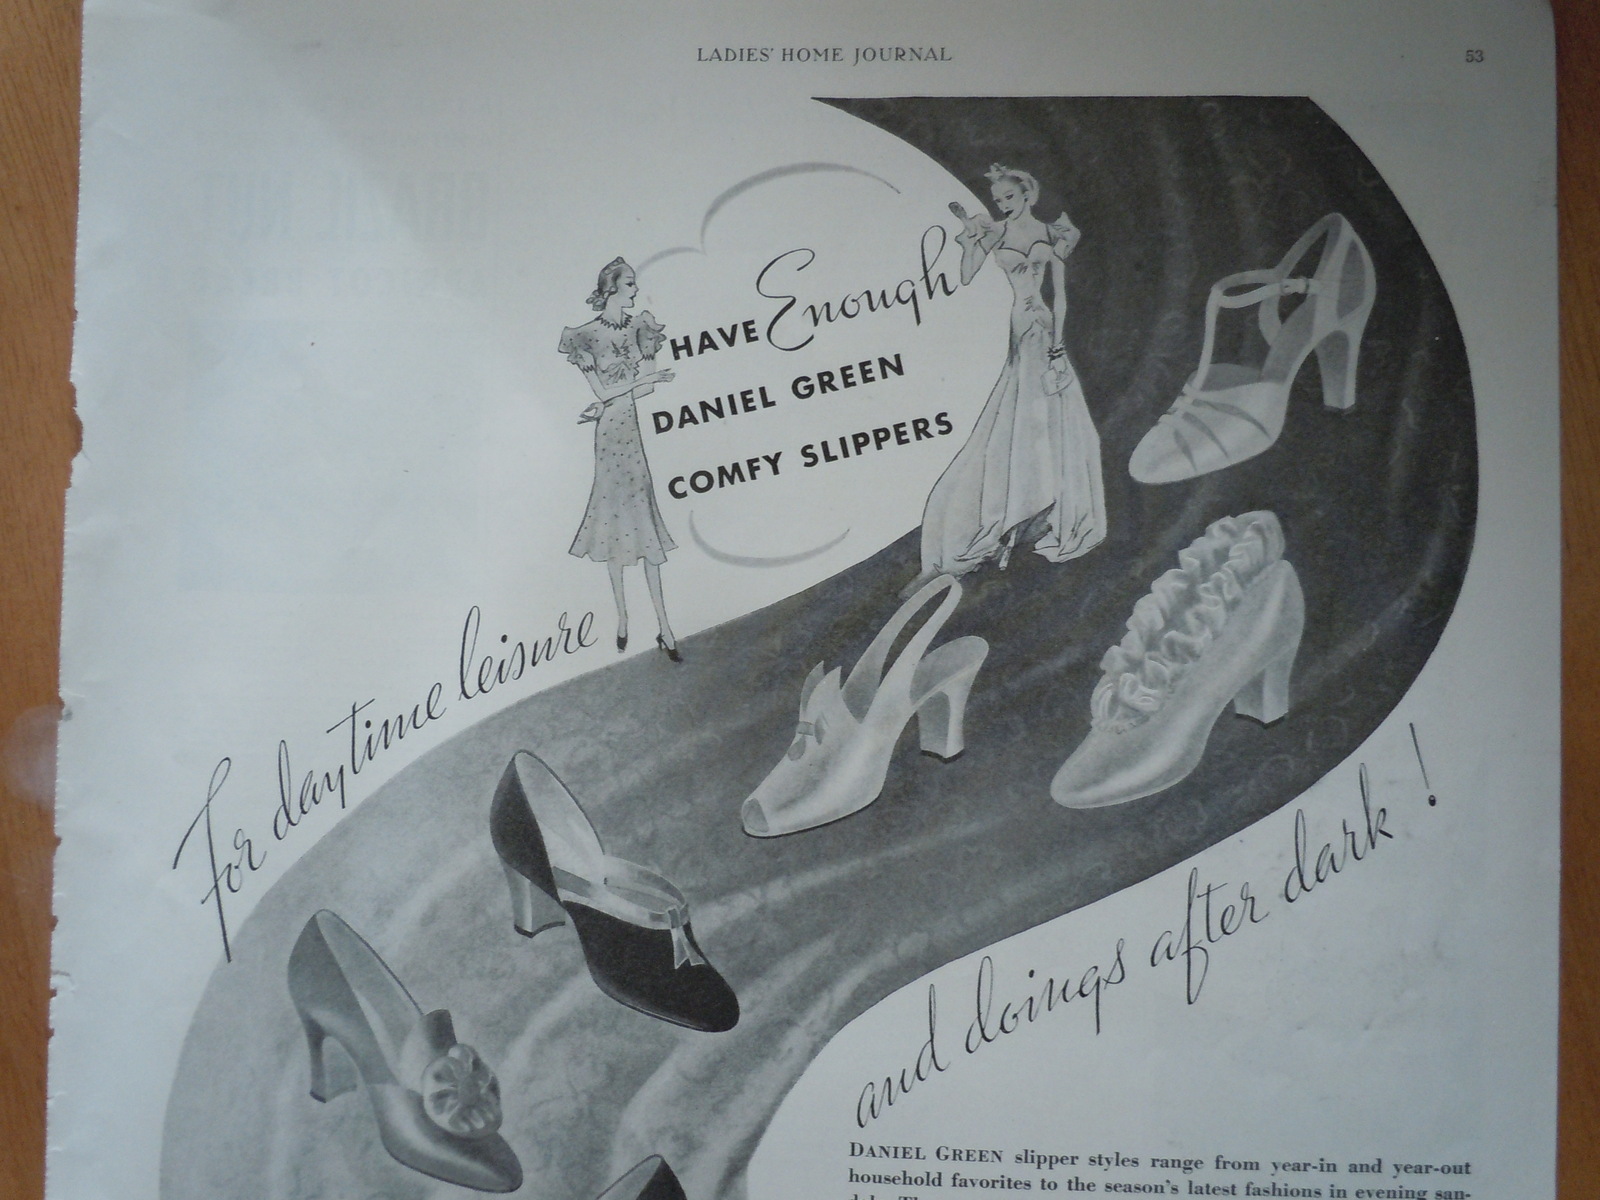 LADIES' HOME JOURNAL
53
HAVE Enough
DANIEL GREEN
COMFY SLIPPERS
For daytime leisure
and doings after dark!
DANIEL GREEN slipper styles range from year-in and year-out
household favorites to the season's latest fashions in evening san-